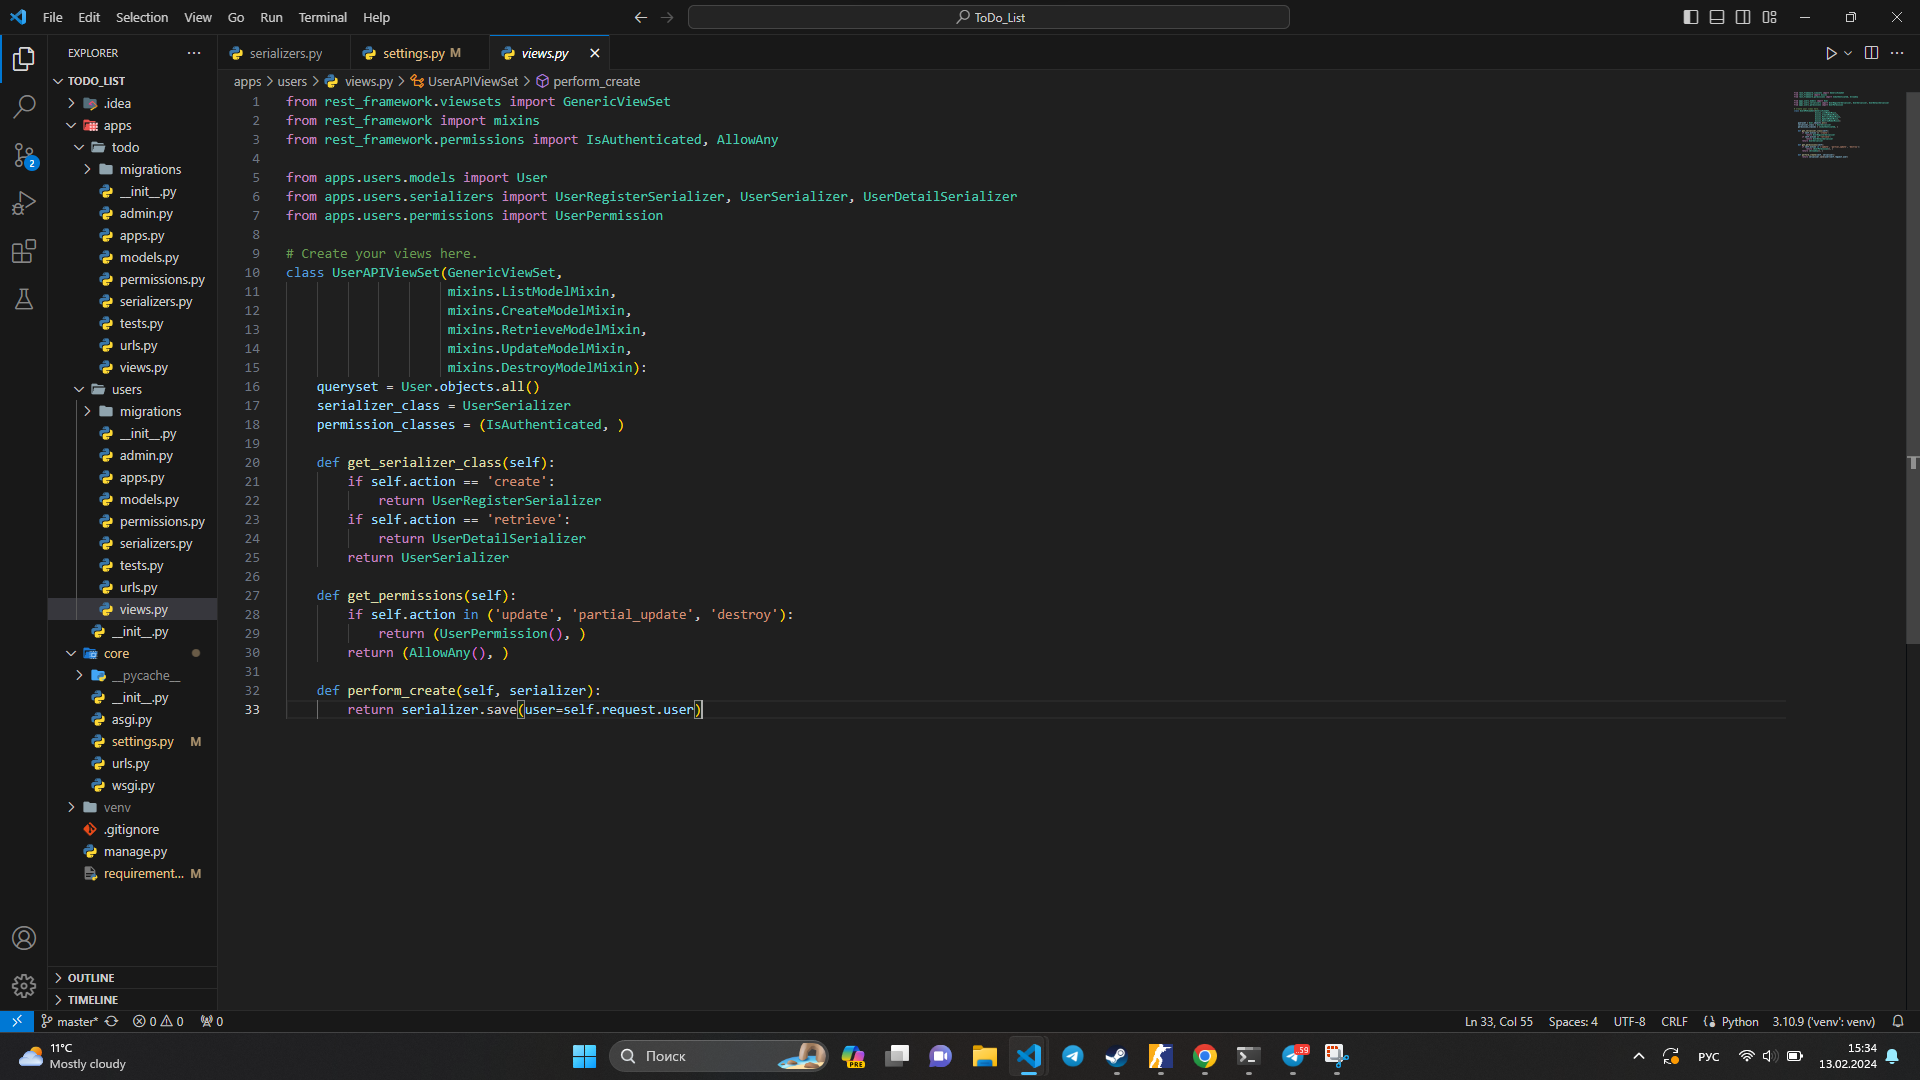 File Edit Selection View Go Run Terminal Help
ToDo_List
EXPLORER
serializers.py
settings.py M
views.py
TODO_LIST
.idea
apps
todo
migrations
__init__.py
admin.py
apps.py
models.py
permissions.py
serializers.py
tests.py
urls.py
views.py
users
migrations
__init__.py
admin.py
apps.py
models.py
permissions.py
serializers.py
tests.py
urls.py
views.py
__init__.py
core
__pycache__
__init__.py
asgi.py
settings.py M
urls.py
wsgi.py
venv
.gitignore
manage.py
requirement... M
OUTLINE
TIMELINE
2
apps > users > views.py > UserAPIViewSet > perform_create
1 from rest_framework.viewsets import GenericViewSet
2 from rest_framework import mixins
3 from rest_framework.permissions import IsAuthenticated, AllowAny
4
5 from apps.users.models import User
6 from apps.users.serializers import UserRegisterSerializer, UserSerializer, UserDetailSerializer
7 from apps.users.permissions import UserPermission
8
9 # Create your views here.
10 class UserAPIViewSet(GenericViewSet,
11 mixins.ListModelMixin,
12 mixins.CreateModelMixin,
13 mixins.RetrieveModelMixin,
14 mixins.UpdateModelMixin,
15 mixins.DestroyModelMixin):
16 queryset = User.objects.all()
17 serializer_class = UserSerializer
18 permission_classes = (IsAuthenticated, )
19
20 def get_serializer_class(self):
21 if self.action == 'create':
22 return UserRegisterSerializer
23 if self.action == 'retrieve':
24 return UserDetailSerializer
25 return UserSerializer
26
27 def get_permissions(self):
28 if self.action in ('update', 'partial_update', 'destroy'):
29 return (UserPermission(), )
30 return (AllowAny(), )
31
32 def perform_create(self, serializer):
33 return serializer.save(user=self.request.user)
master* 0 0 0
Ln 33, Col 55 Spaces: 4 UTF-8 CRLF Python 3.10.9 ('venv': venv)
11°C
Mostly cloudy
Поиск
PRE
59
РУС
15:34
13.02.2024